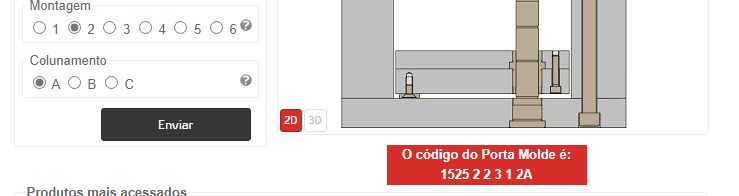 Montagem
1 2 3 4 5 6 ?
Colunamento
A B C ?
Enviar
2D 3D
O código do Porta Molde é:
1525 2 2 3 1 2A
Produtos mais acessados